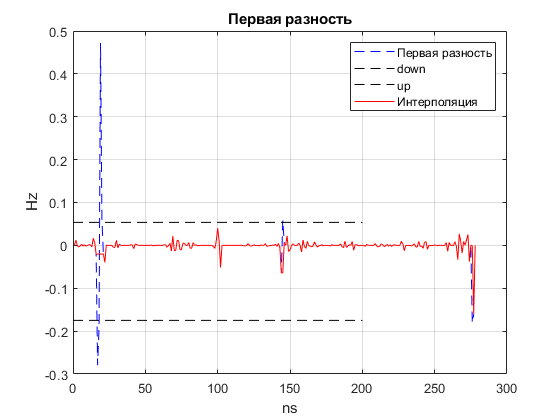 Первая разность
0.5
0.4
0.3
0.2
0.1
0
-0.1
-0.2
-0.3
Hz
Первая разность
down
up
Интерполяция
0 50 100 150 200 250 300
ns